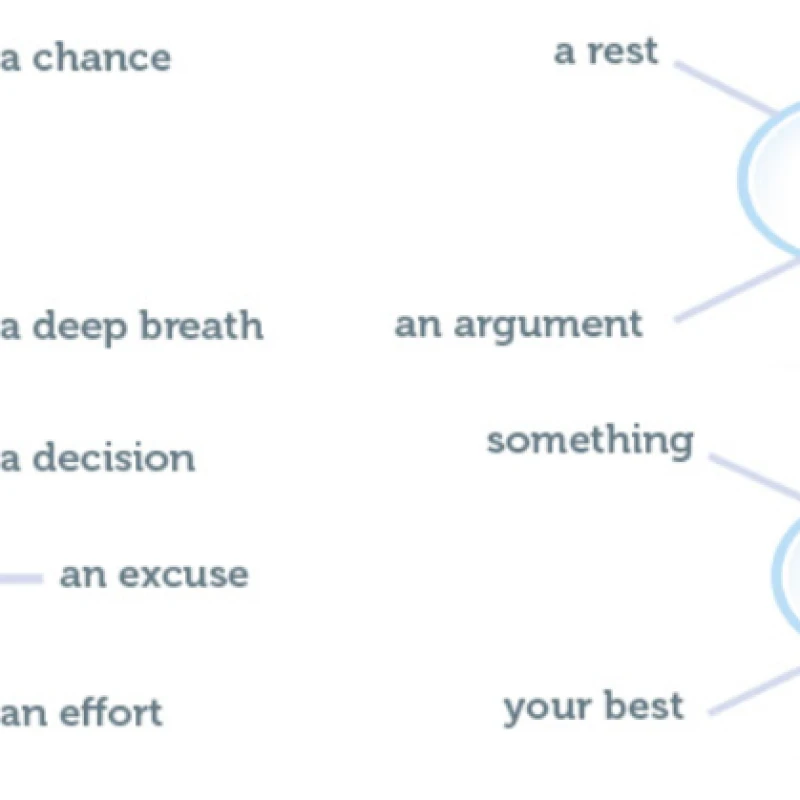 a chance
a deep breath
a decision
an excuse
an effort
a rest
an argument
something
your best